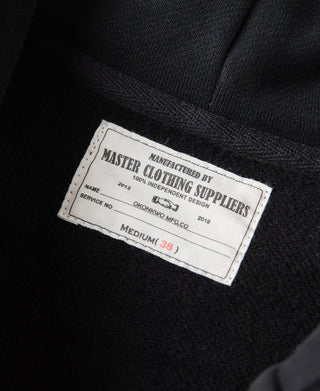 MANUFACTURED BY
MASTER CLOTHING SUPPLIERS
100% INDEPENDENT DESIGN
2012 2019
NAME
SERVICE NO OKONKWO MFG.CO
MEDIUM(38)